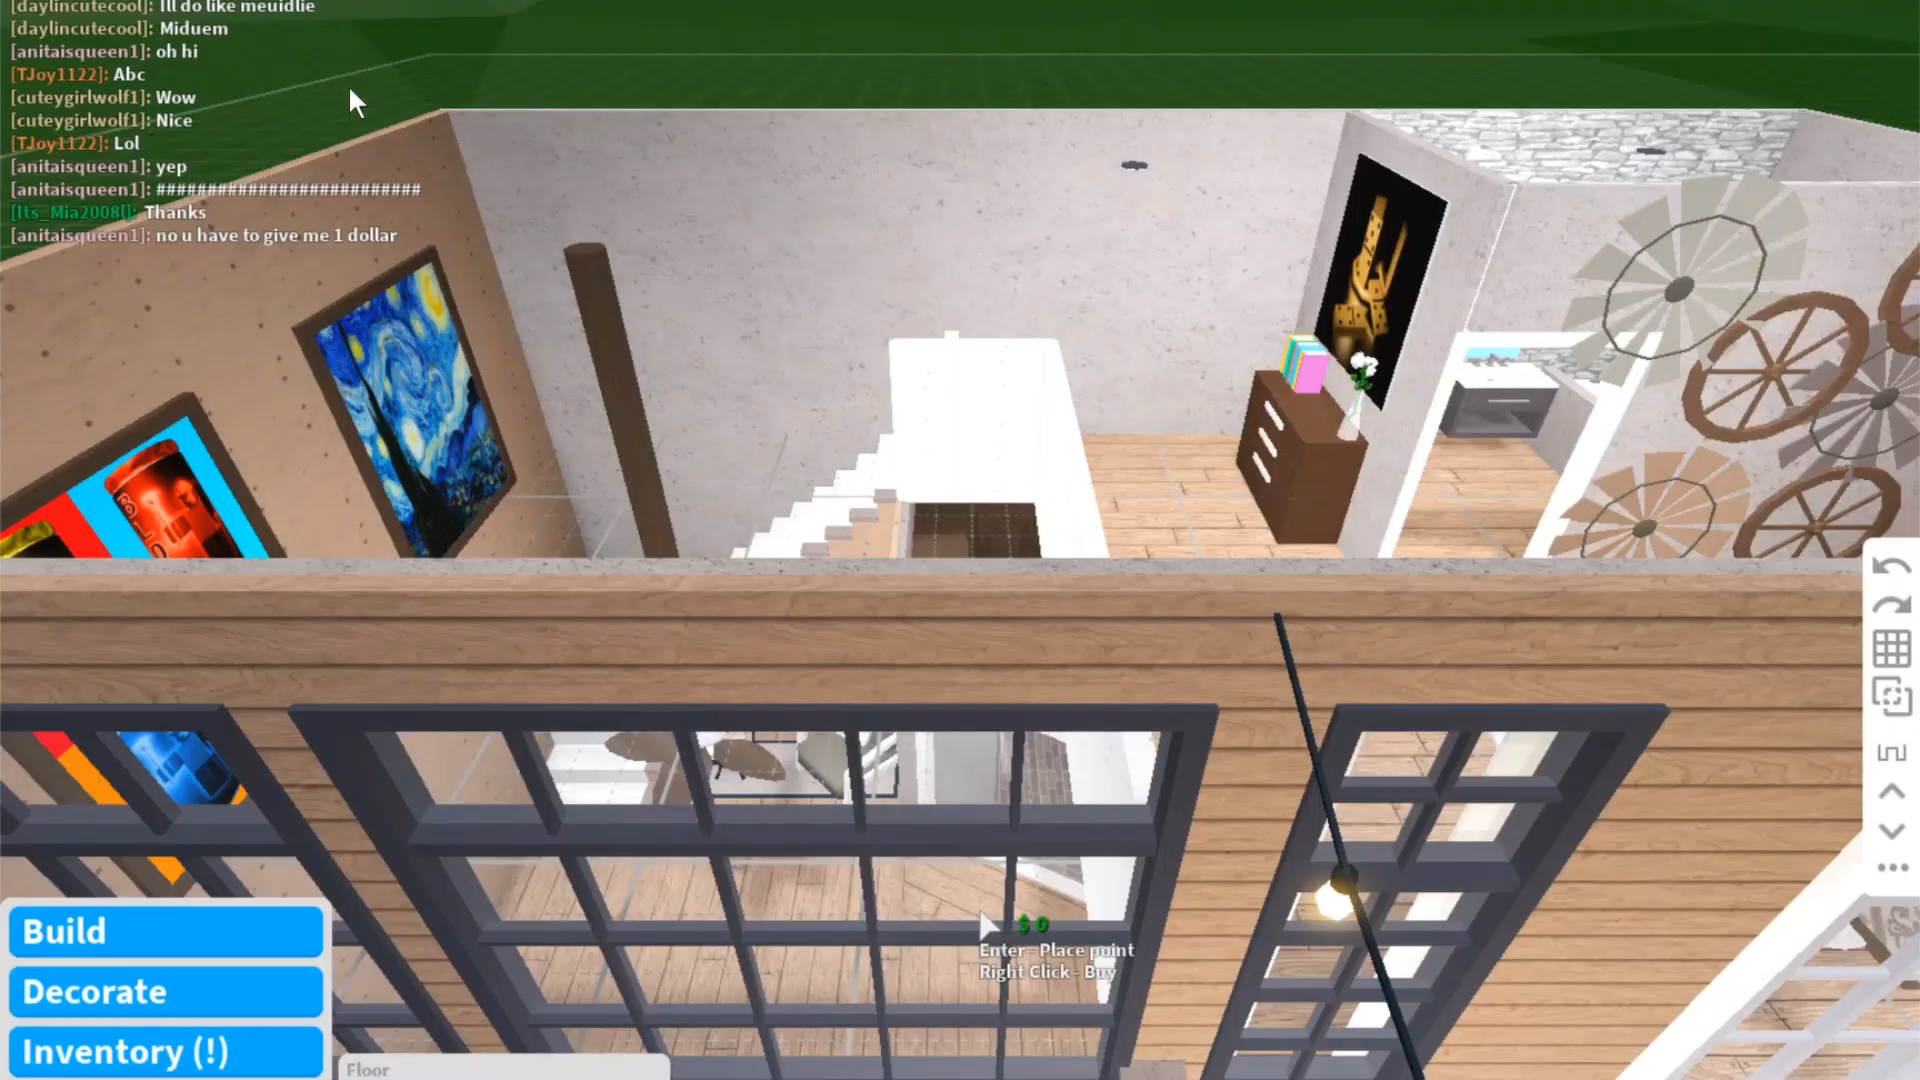 [daylincutecool]: Ill do like meuidlie
[daylincutecool]: Miduem
[anitaisqueen1]: oh hi
[TJoy1122]: Abc
[cuteygirlwolf1]: Wow
[cuteygirlwolf1]: Nice
[TJoy1122]: Lol
[anitaisqueen1]: yep
[anitaisqueen1]: ##########################
[Its_Mia2008l]: Thanks
[anitaisqueen1]: no u have to give me 1 dollar
$ 0
Enter - Place point
Right Click - Buy
Build
Decorate
Inventory (!)
Floor